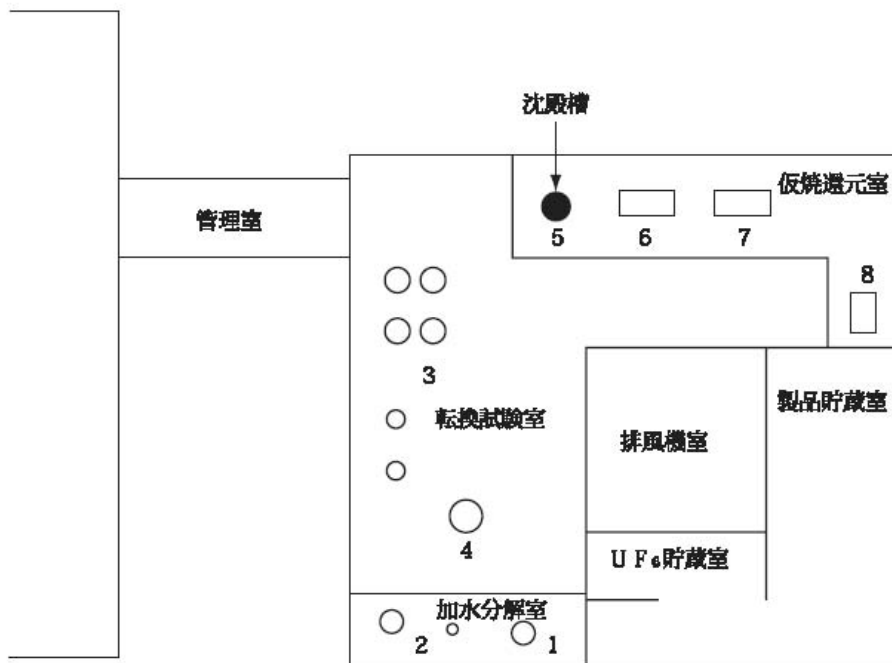 沈殿槽
仮焼還元室
管理室
5
6
7
8
3
転換試験室
製品貯蔵室
排風機室
4
UF₆貯蔵室
加水分解室
2
1